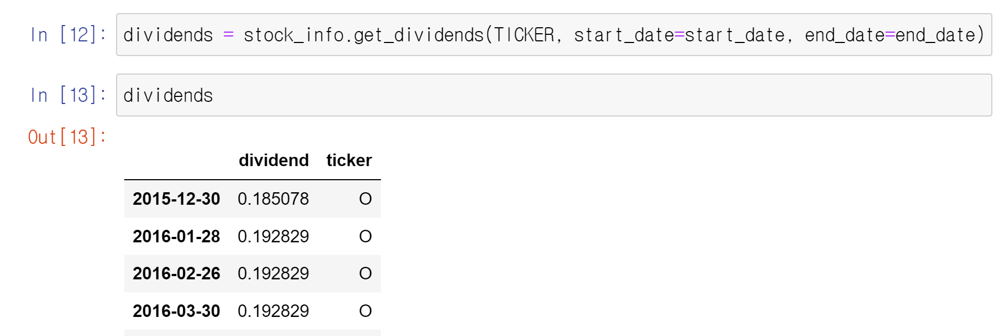 In [12]: dividends = stock_info.get_dividends(TICKER, start_date=start_date, end_date=end_date)
In [13]: dividends
Out[13]:
dividend ticker
2015-12-30 0.185078 O
2016-01-28 0.192829 O
2016-02-26 0.192829 O
2016-03-30 0.192829 O